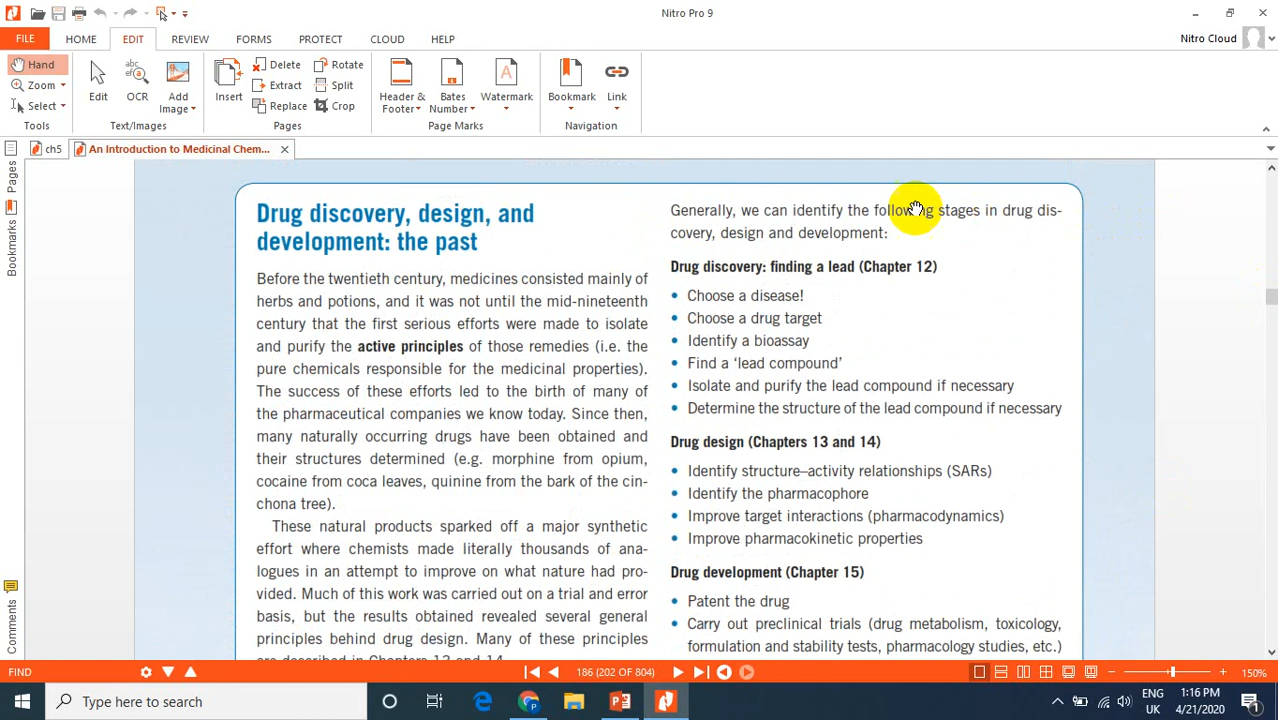 Nitro Pro 9
FILE
HOME
EDIT
REVIEW
FORMS
PROTECT
CLOUD
HELP
Nitro Cloud
Hand
Zoom
Select
Tools
Edit
OCR
Add
Image
Text/Images
Insert
Delete
Extract
Replace
Rotate
Split
Crop
Pages
Header &
Footer
Bates
Number
Watermark
Page Marks
Bookmark
Link
Navigation
ch5
An Introduction to Medicinal Chem...
Pages
Bookmarks
Comments
Drug discovery, design, and
development: the past
Before the twentieth century, medicines consisted mainly of
herbs and potions, and it was not until the mid-nineteenth
century that the first serious efforts were made to isolate
and purify the active principles of those remedies (i.e. the
pure chemicals responsible for the medicinal properties).
The success of these efforts led to the birth of many of
the pharmaceutical companies we know today. Since then,
many naturally occurring drugs have been obtained and
their structures determined (e.g. morphine from opium,
cocaine from coca leaves, quinine from the bark of the cin-
chona tree).
These natural products sparked off a major synthetic
effort where chemists made literally thousands of ana-
logues in an attempt to improve on what nature had pro-
vided. Much of this work was carried out on a trial and error
basis, but the results obtained revealed several general
principles behind drug design. Many of these principles
are described in Chapters 13 and 14.
Generally, we can identify the following stages in drug dis-
covery, design and development:
Drug discovery: finding a lead (Chapter 12)
• Choose a disease!
• Choose a drug target
• Identify a bioassay
• Find a ‘lead compound’
• Isolate and purify the lead compound if necessary
• Determine the structure of the lead compound if necessary
Drug design (Chapters 13 and 14)
• Identify structure–activity relationships (SARs)
• Identify the pharmacophore
• Improve target interactions (pharmacodynamics)
• Improve pharmacokinetic properties
Drug development (Chapter 15)
• Patent the drug
• Carry out preclinical trials (drug metabolism, toxicology,
formulation and stability tests, pharmacology studies, etc.)
FIND
186 (202 OF 804)
150%
Type here to search
ENG
UK
1:16 PM
4/21/2020